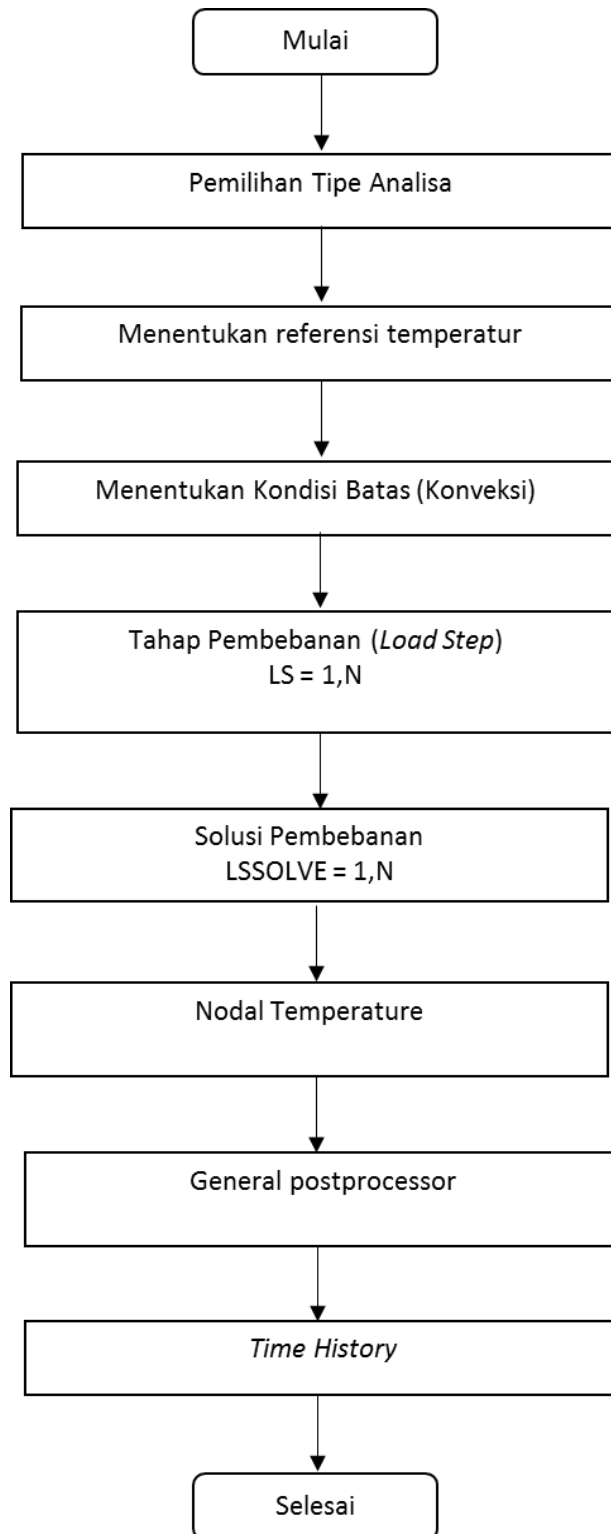 Mulai
Pemilihan Tipe Analisa
Menentukan referensi temperatur
Menentukan Kondisi Batas (Konveksi)
Tahap Pembebanan (Load Step)
LS = 1,N
Solusi Pembebanan
LSSOLVE = 1,N
Nodal Temperature
General postprocessor
Time History
Selesai